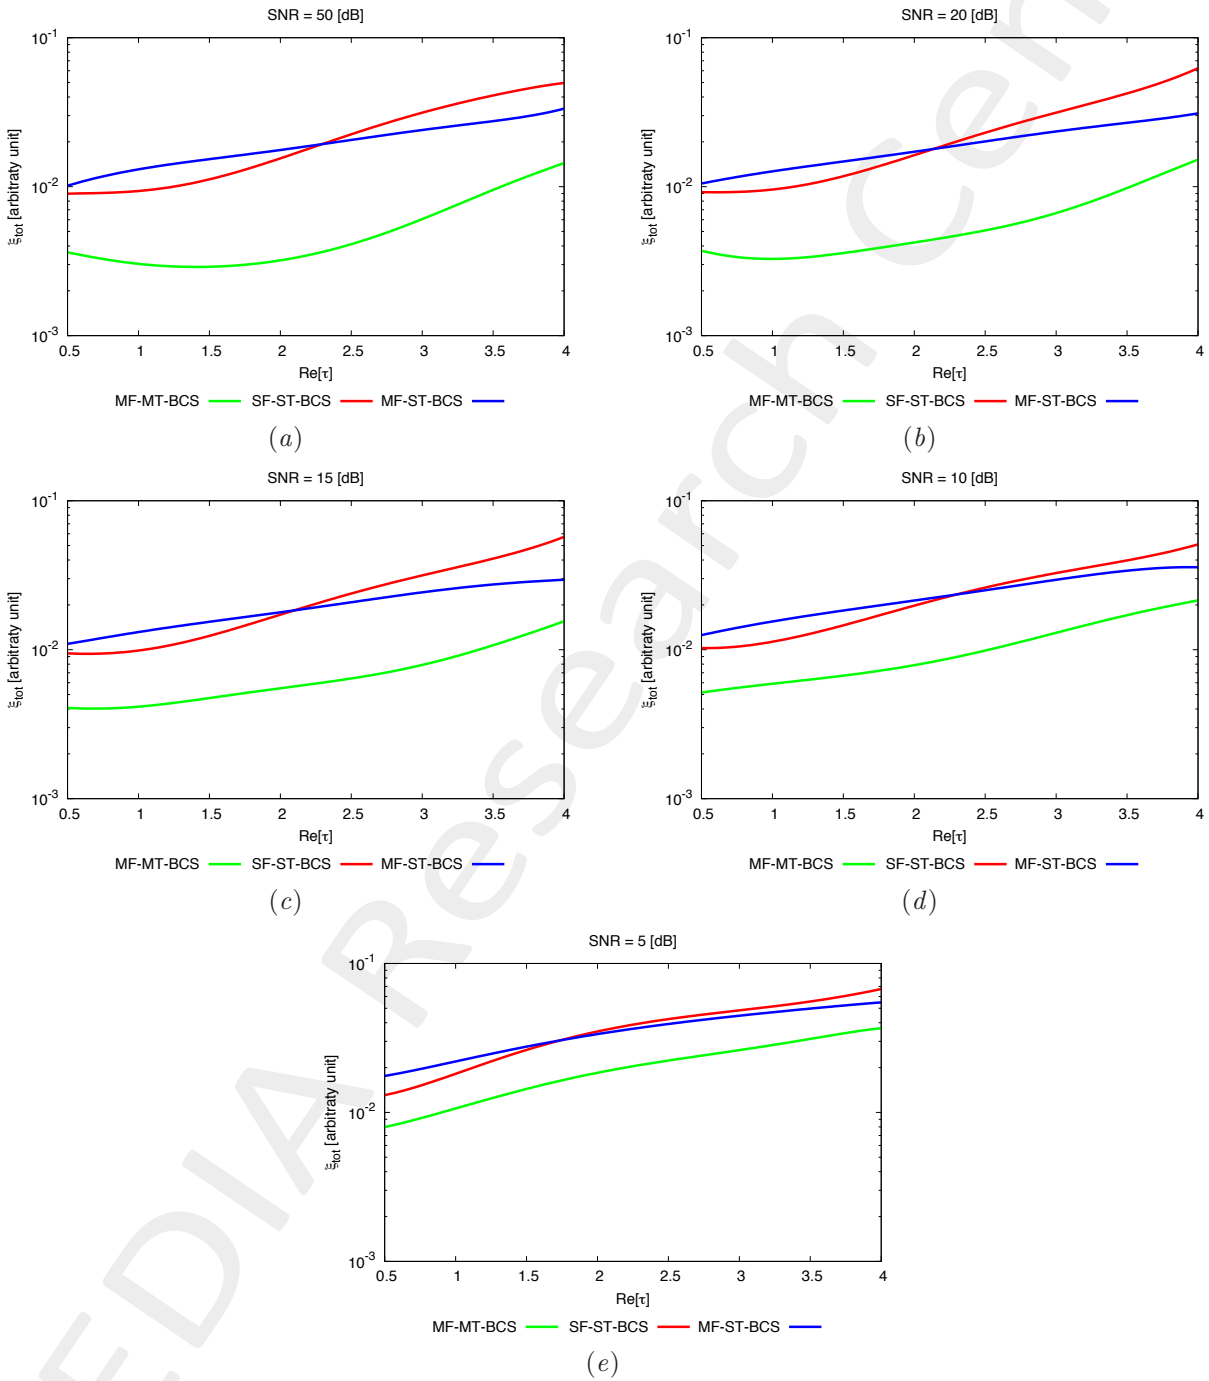 SNR = 50 [dB]
10^-1
10^-2
10^-3
ξtot [arbitraty unit]
0.5 1 1.5 2 2.5 3 3.5 4
Re[τ]
MF-MT-BCS SF-ST-BCS MF-ST-BCS
(a)
SNR = 20 [dB]
10^-1
10^-2
10^-3
ξtot [arbitraty unit]
0.5 1 1.5 2 2.5 3 3.5 4
Re[τ]
MF-MT-BCS SF-ST-BCS MF-ST-BCS
(b)
SNR = 15 [dB]
10^-1
10^-2
10^-3
ξtot [arbitraty unit]
0.5 1 1.5 2 2.5 3 3.5 4
Re[τ]
MF-MT-BCS SF-ST-BCS MF-ST-BCS
(c)
SNR = 10 [dB]
10^-1
10^-2
10^-3
ξtot [arbitraty unit]
0.5 1 1.5 2 2.5 3 3.5 4
Re[τ]
MF-MT-BCS SF-ST-BCS MF-ST-BCS
(d)
SNR = 5 [dB]
10^-1
10^-2
10^-3
ξtot [arbitraty unit]
0.5 1 1.5 2 2.5 3 3.5 4
Re[τ]
MF-MT-BCS SF-ST-BCS MF-ST-BCS
(e)
EDIA Research Cen